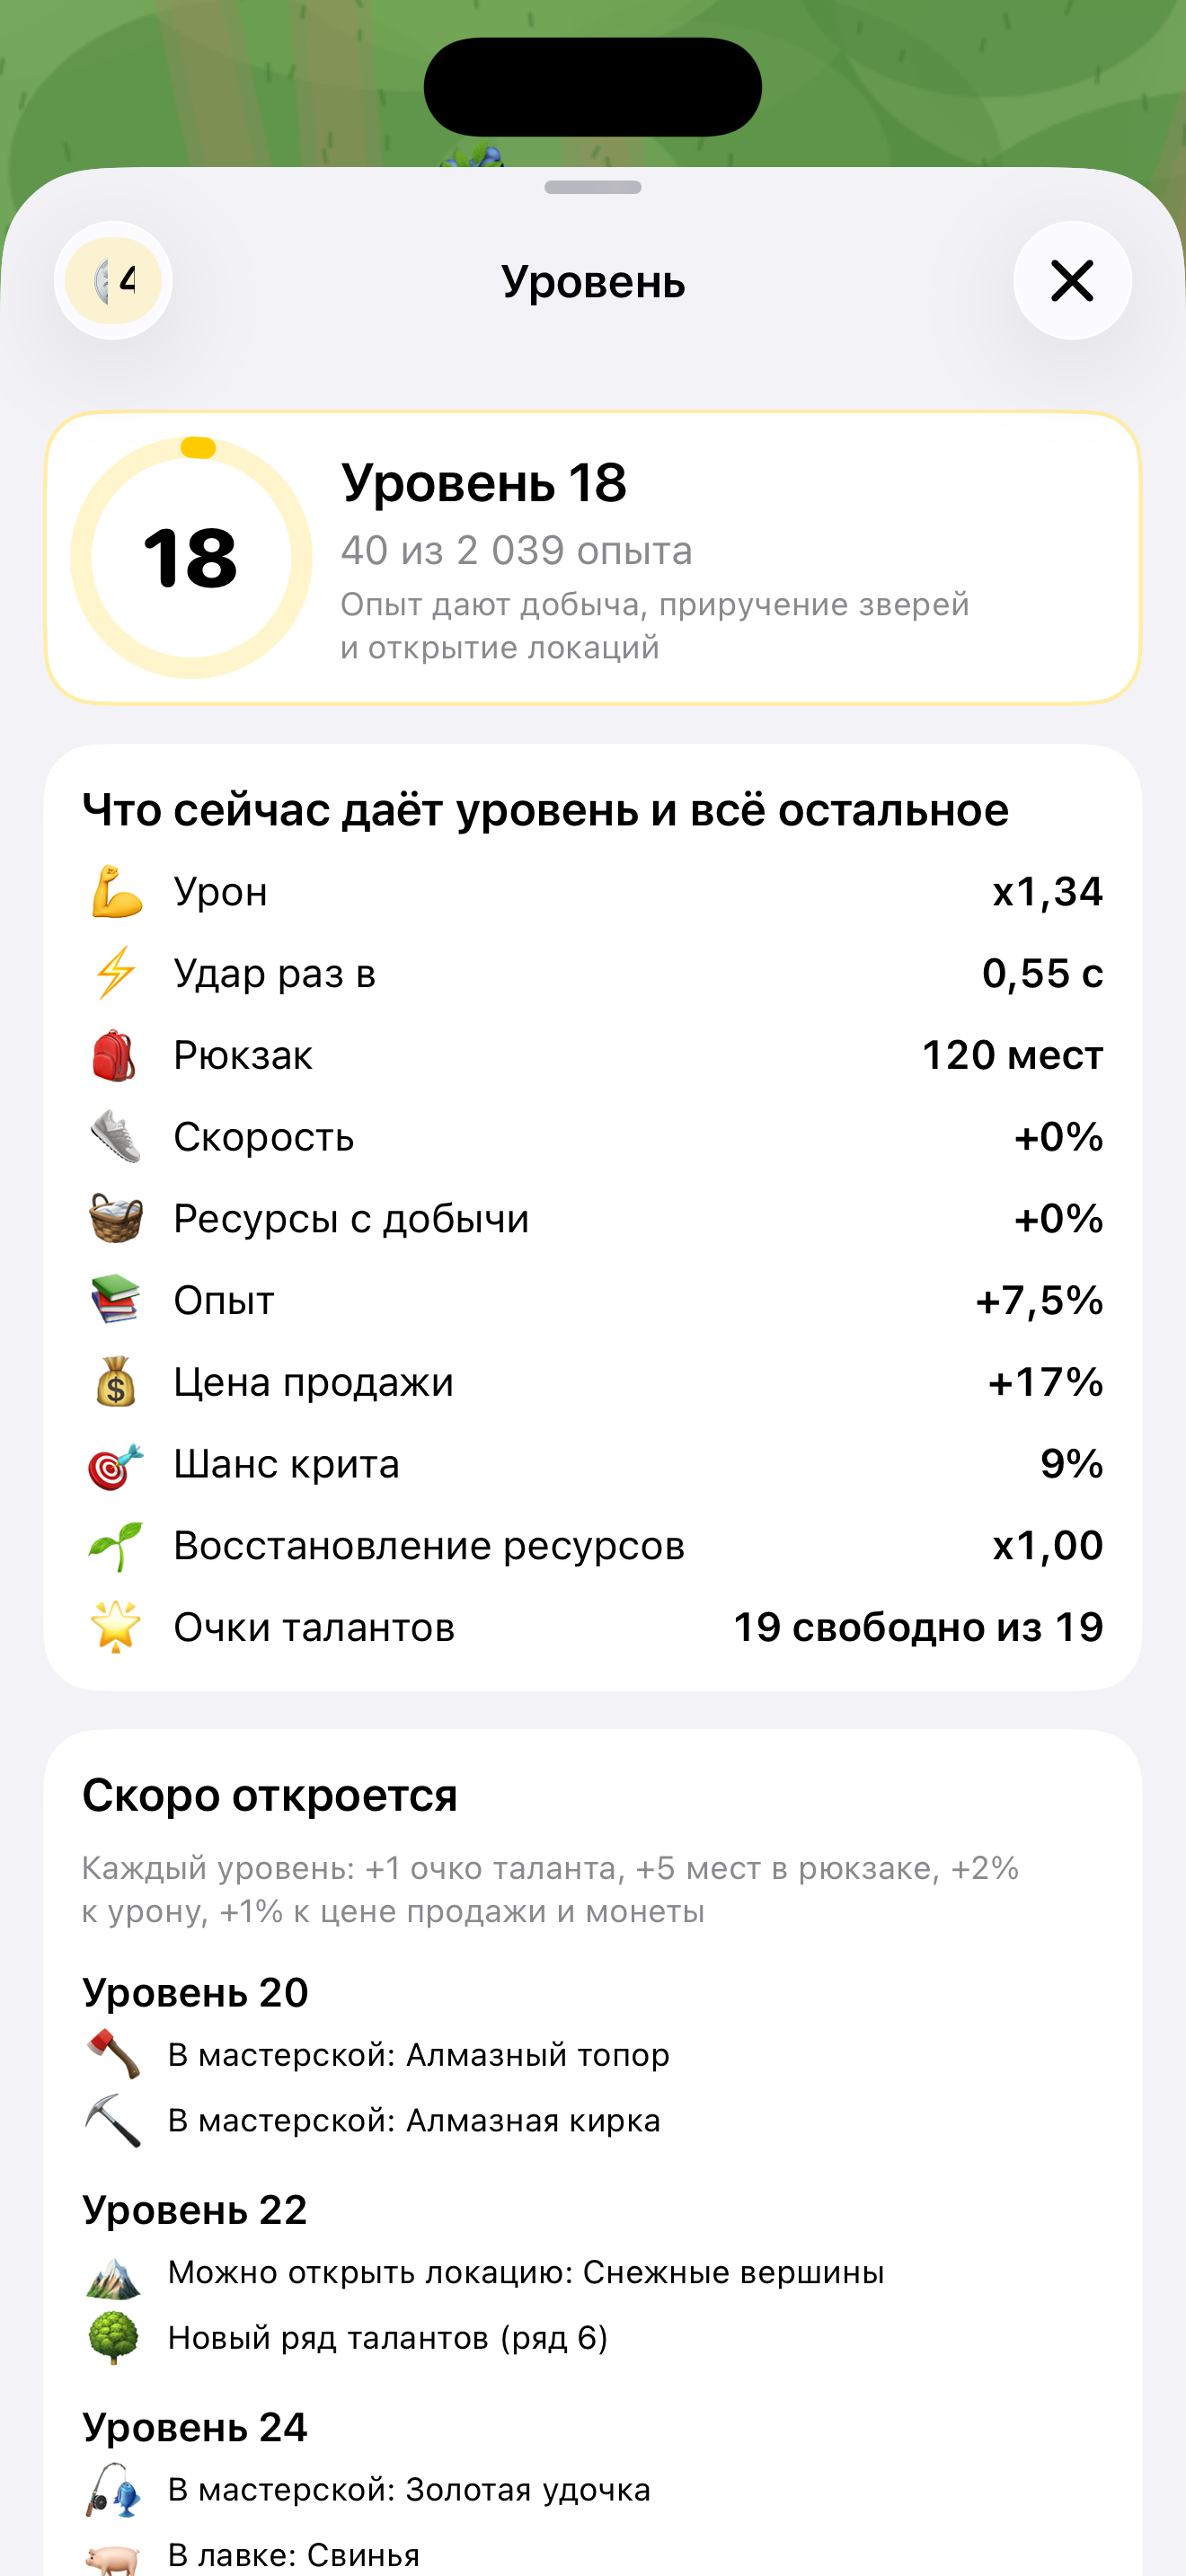 4
Уровень
18
Уровень 18
40 из 2 039 опыта
Опыт дают добыча, приручение зверей
и открытие локаций
Что сейчас даёт уровень и всё остальное
Урон x1,34
Удар раз в 0,55 с
Рюкзак 120 мест
Скорость +0%
Ресурсы с добычи +0%
Опыт +7,5%
Цена продажи +17%
Шанс крита 9%
Восстановление ресурсов x1,00
Очки талантов 19 свободно из 19
Скоро откроется
Каждый уровень: +1 очко таланта, +5 мест в рюкзаке, +2%
к урону, +1% к цене продажи и монеты
Уровень 20
В мастерской: Алмазный топор
В мастерской: Алмазная кирка
Уровень 22
Можно открыть локацию: Снежные вершины
Новый ряд талантов (ряд 6)
Уровень 24
В мастерской: Золотая удочка
В лавке: Свинья